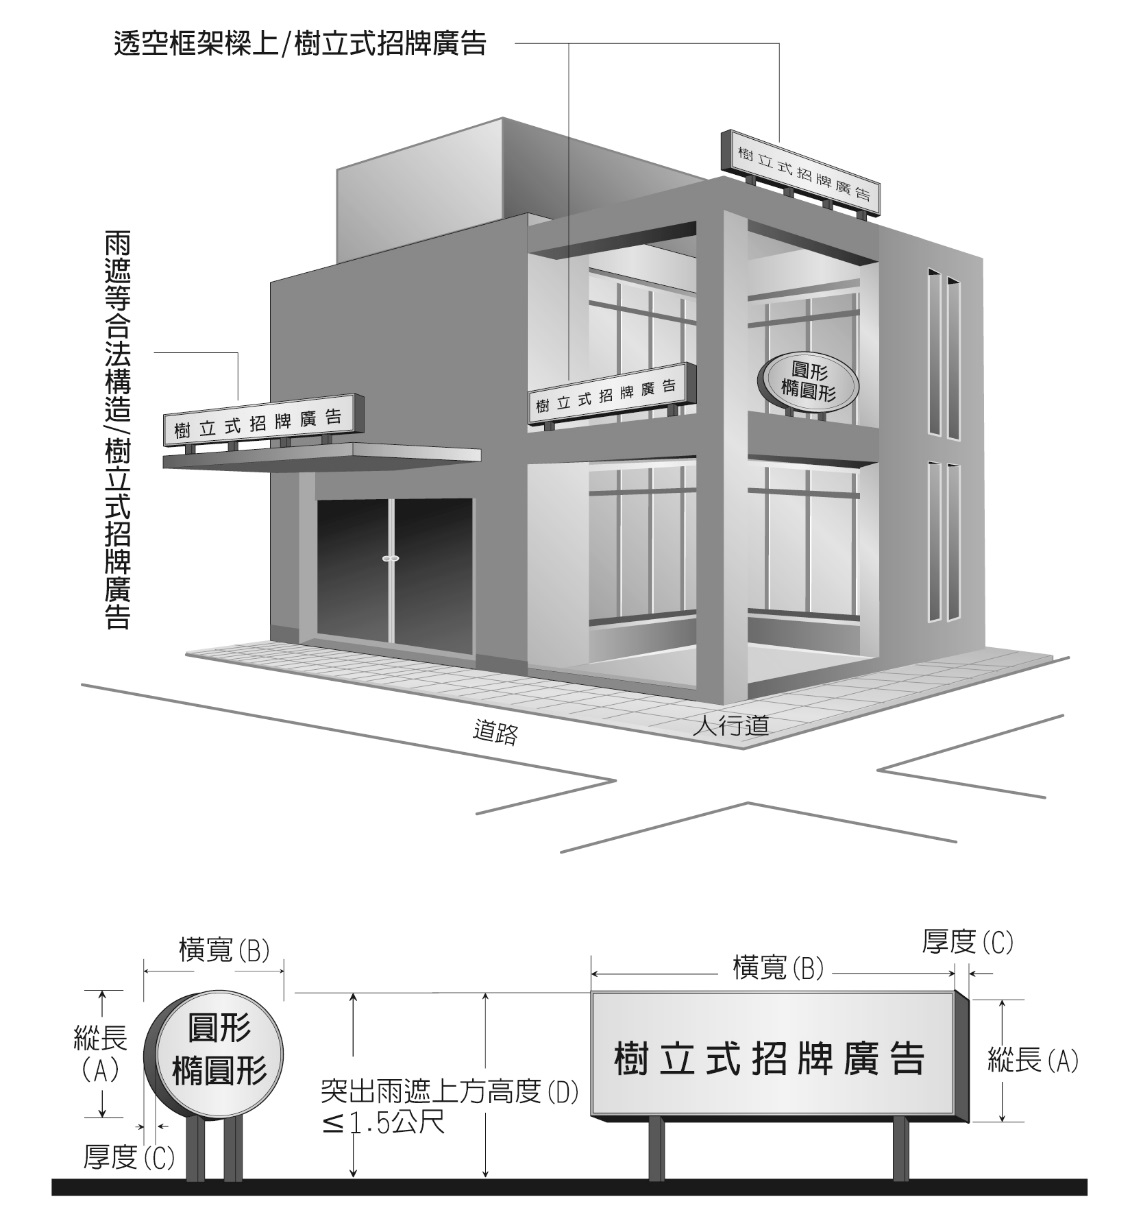 透空框架樑上/樹立式招牌廣告
樹立式招牌廣告
雨遮等合法構造/樹立式招牌廣告
圓形
橢圓形
樹立式招牌廣告
樹立式招牌廣告
道路
人行道
橫寬(B)
厚度(C)
橫寬(B)
縱長
(A)
圓形
橢圓形
突出雨遮上方高度(D)
≦1.5公尺
樹立式招牌廣告
縱長(A)
厚度(C)